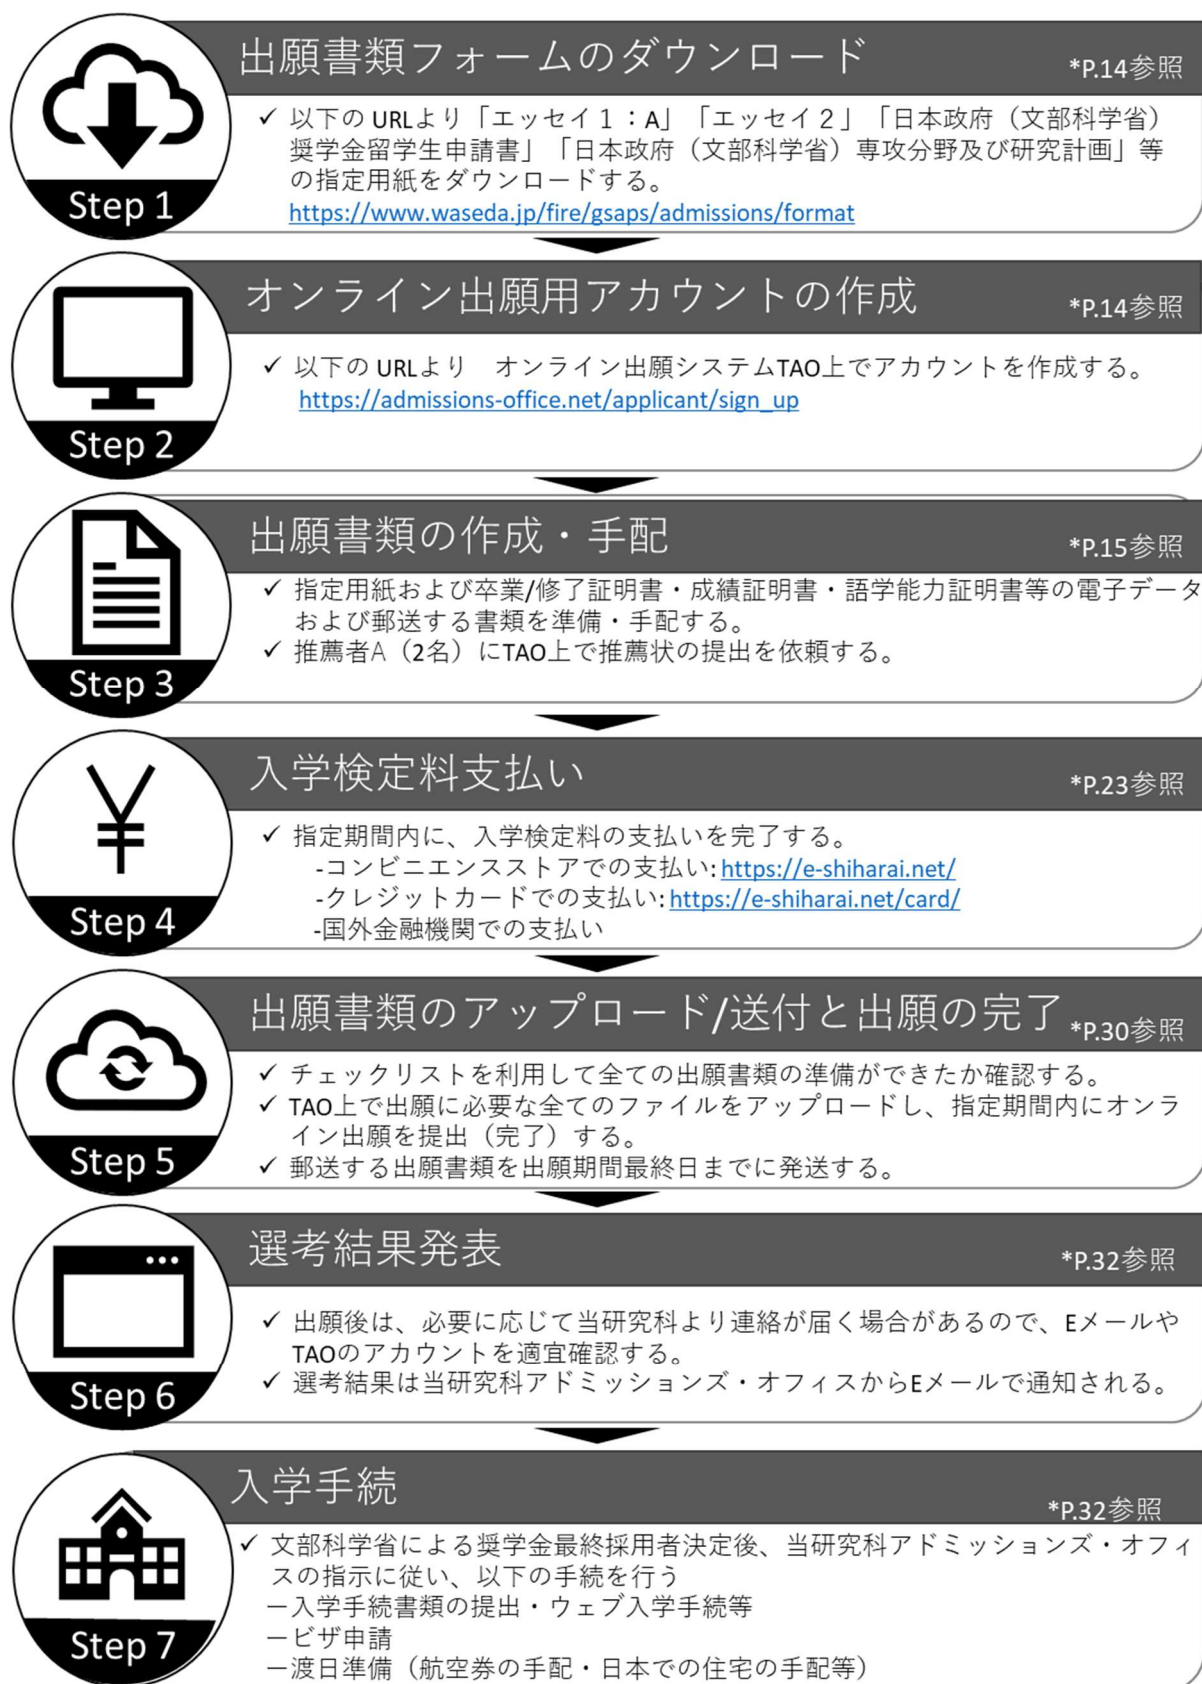 出願書類フォームのダウンロード *P.14参照
✓ 以下の URLより「エッセイ１：A」「エッセイ２」「日本政府（文部科学省）
奨学金留学生申請書」「日本政府（文部科学省）専攻分野及び研究計画」等
の指定用紙をダウンロードする。
https://www.waseda.jp/fire/gsaps/admissions/format
Step 1
オンライン出願用アカウントの作成 *P.14参照
✓ 以下の URLより　オンライン出願システムTAO上でアカウントを作成する。
https://admissions-office.net/applicant/sign_up
Step 2
出願書類の作成・手配 *P.15参照
✓ 指定用紙および卒業/修了証明書・成績証明書・語学能力証明書等の電子データ
および郵送する書類を準備・手配する。
✓ 推薦者A（2名）にTAO上で推薦状の提出を依頼する。
Step 3
入学検定料支払い *P.23参照
✓ 指定期間内に、入学検定料の支払いを完了する。
-コンビニエンスストアでの支払い: https://e-shiharai.net/
-クレジットカードでの支払い: https://e-shiharai.net/card/
-国外金融機関での支払い
¥
Step 4
出願書類のアップロード/送付と出願の完了 *P.30参照
✓ チェックリストを利用して全ての出願書類の準備ができたか確認する。
✓ TAO上で出願に必要な全てのファイルをアップロードし、指定期間内にオンラ
イン出願を提出（完了）する。
✓ 郵送する出願書類を出願期間最終日までに発送する。
Step 5
選考結果発表 *P.32参照
✓ 出願後は、必要に応じて当研究科より連絡が届く場合があるので、Eメールや
TAOのアカウントを適宜確認する。
✓ 選考結果は当研究科アドミッションズ・オフィスからEメールで通知される。
Step 6
入学手続 *P.32参照
✓ 文部科学省による奨学金最終採用者決定後、当研究科アドミッションズ・オフィ
スの指示に従い、以下の手続を行う
－入学手続書類の提出・ウェブ入学手続等
－ビザ申請
－渡日準備（航空券の手配・日本での住宅の手配等）
Step 7